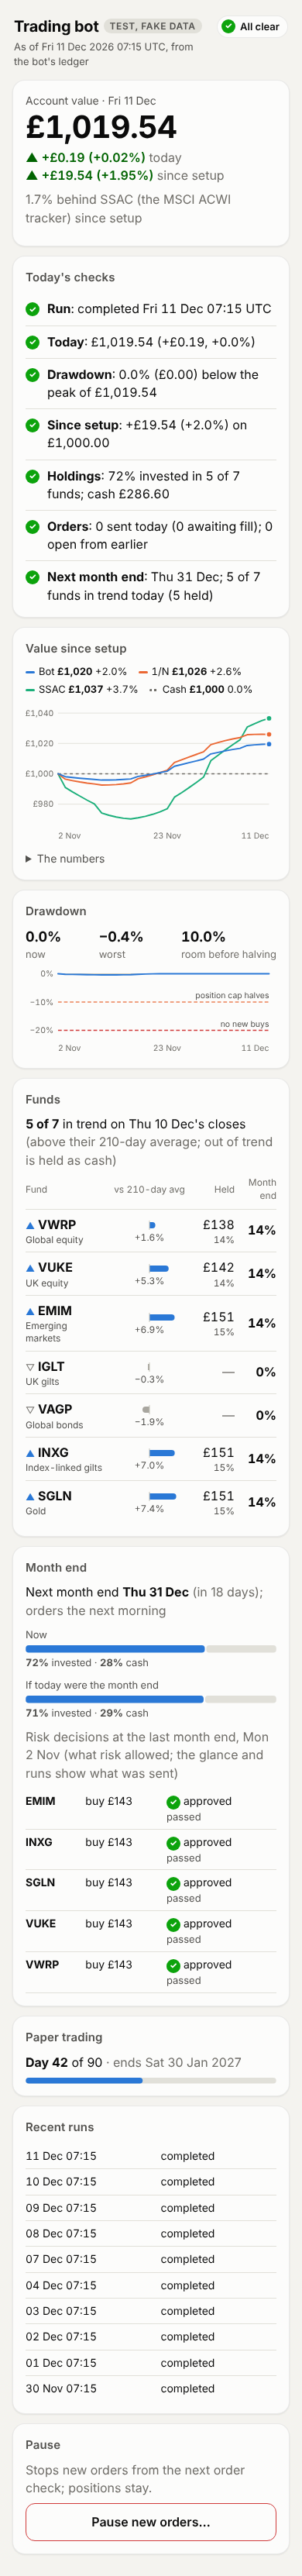 Trading bot TEST, FAKE DATA All clear
As of Fri 11 Dec 2026 07:15 UTC, from
the bot's ledger
Account value · Fri 11 Dec
£1,019.54
▲ +£0.19 (+0.02%) today
▲ +£19.54 (+1.95%) since setup
1.7% behind SSAC (the MSCI ACWI
tracker) since setup
Today's checks
Run: completed Fri 11 Dec 07:15 UTC
Today: £1,019.54 (+£0.19, +0.0%)
Drawdown: 0.0% (£0.00) below the
peak of £1,019.54
Since setup: +£19.54 (+2.0%) on
£1,000.00
Holdings: 72% invested in 5 of 7
funds; cash £286.60
Orders: 0 sent today (0 awaiting fill); 0
open from earlier
Next month end: Thu 31 Dec; 5 of 7
funds in trend today (5 held)
Value since setup
Bot £1,020 +2.0% 1/N £1,026 +2.6%
SSAC £1,037 +3.7% Cash £1,000 0.0%
£1,040
£1,020
£1,000
£980
2 Nov 23 Nov 11 Dec
▶ The numbers
Drawdown
0.0% −0.4% 10.0%
now worst room before halving
0%
position cap halves
−10%
no new buys
−20%
2 Nov 23 Nov 11 Dec
Funds
5 of 7 in trend on Thu 10 Dec's closes
(above their 210-day average; out of trend
is held as cash)
Fund vs 210-day avg Held Month
end
▲ VWRP £138 14%
Global equity +1.6% 14%
▲ VUKE £142 14%
UK equity +5.3% 14%
▲ EMIM £151 14%
Emerging
markets +6.9% 15%
▽ IGLT — 0%
UK gilts −0.3%
▽ VAGP — 0%
Global bonds −1.9%
▲ INXG £151 14%
Index-linked gilts +7.0% 15%
▲ SGLN £151 14%
Gold +7.4% 15%
Month end
Next month end Thu 31 Dec (in 18 days);
orders the next morning
Now
72% invested · 28% cash
If today were the month end
71% invested · 29% cash
Risk decisions at the last month end, Mon
2 Nov (what risk allowed; the glance and
runs show what was sent)
EMIM buy £143 approved
passed
INXG buy £143 approved
passed
SGLN buy £143 approved
passed
VUKE buy £143 approved
passed
VWRP buy £143 approved
passed
Paper trading
Day 42 of 90 · ends Sat 30 Jan 2027
Recent runs
11 Dec 07:15 completed
10 Dec 07:15 completed
09 Dec 07:15 completed
08 Dec 07:15 completed
07 Dec 07:15 completed
04 Dec 07:15 completed
03 Dec 07:15 completed
02 Dec 07:15 completed
01 Dec 07:15 completed
30 Nov 07:15 completed
Pause
Stops new orders from the next order
check; positions stay.
Pause new orders…